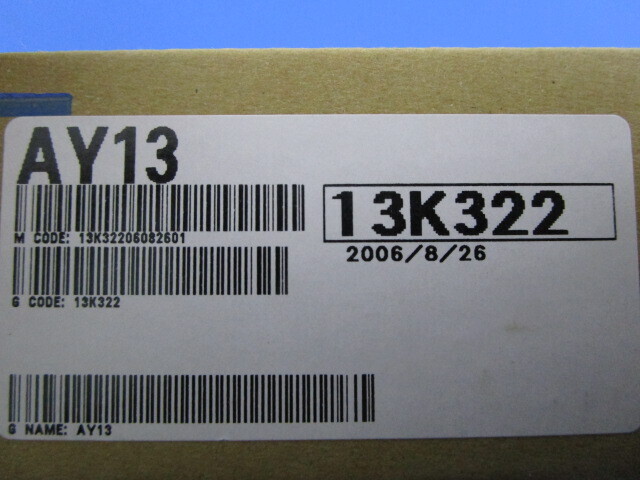 AY13
M CODE: 13K32206082601
13K322
2006/8/26
G CODE: 13K322
G NAME: AY13